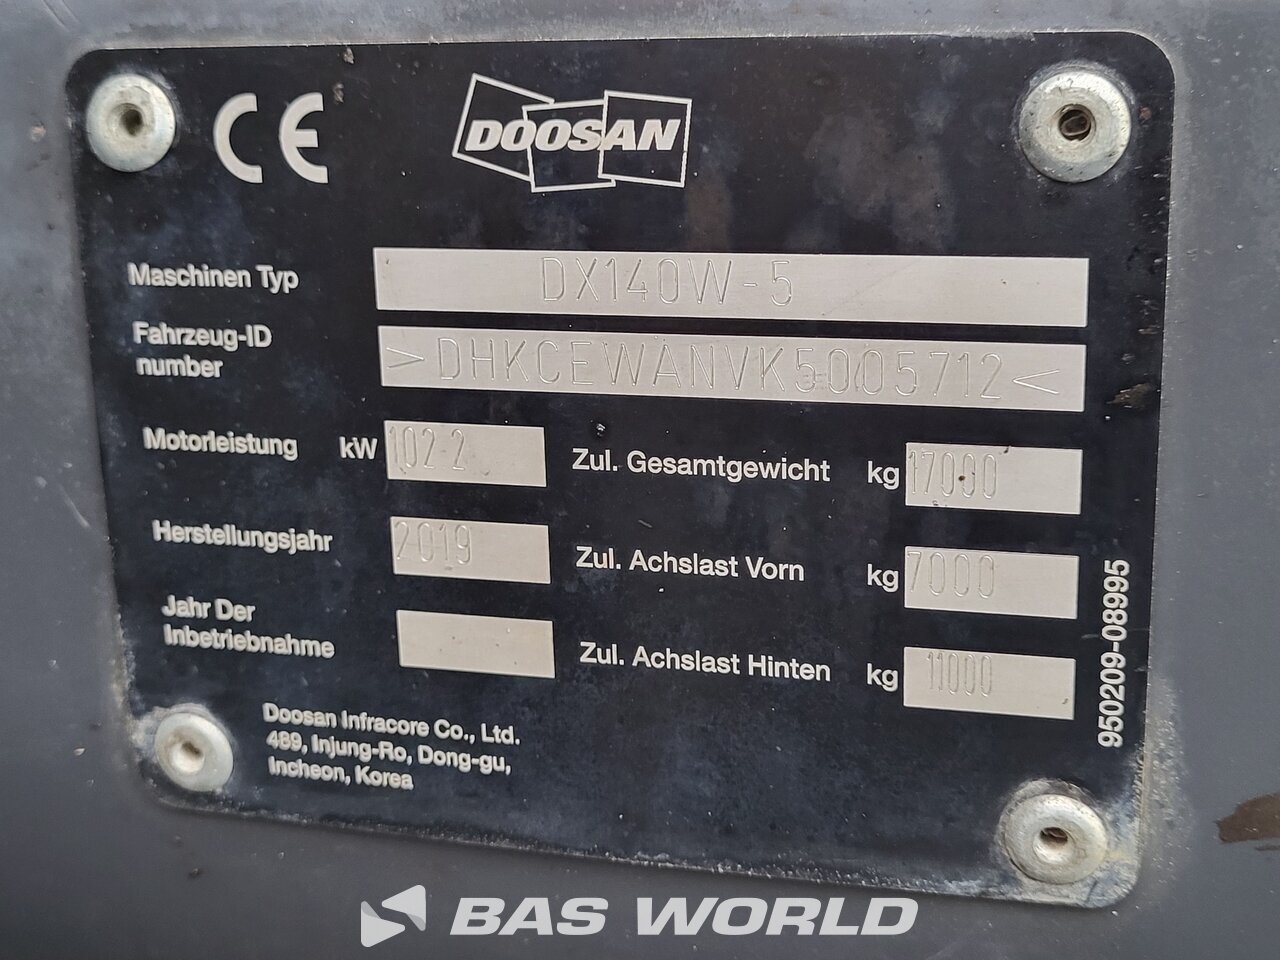 CE
DOOSAN
Maschinen Typ DX140W-5
Fahrzeug-ID
number >DHKCEWANVK5005712<
Motorleistung kW 102.2 Zul. Gesamtgewicht kg 17000
Herstellungsjahr 2019 Zul. Achslast Vorn kg 7000
Jahr Der
Inbetriebnahme Zul. Achslast Hinten kg 11000
Doosan Infracore Co., Ltd.
489, Injung-Ro, Dong-gu,
Incheon, Korea
950209-08995
BAS WORLD